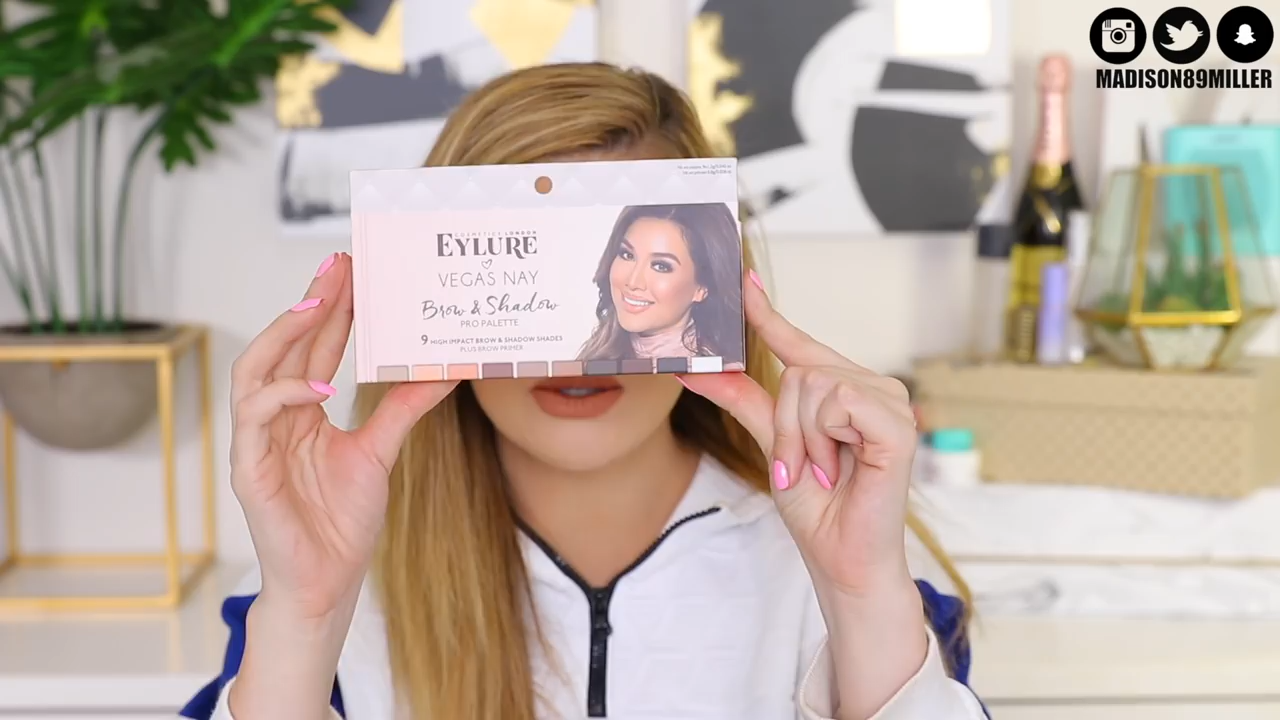 MADISON89MILLER
COSMETICS LONDON
EYLURE
VEGAS NAY
Brow & Shadow
PRO PALETTE
9 HIGH IMPACT BROW & SHADOW SHADES
PLUS BROW PRIMER